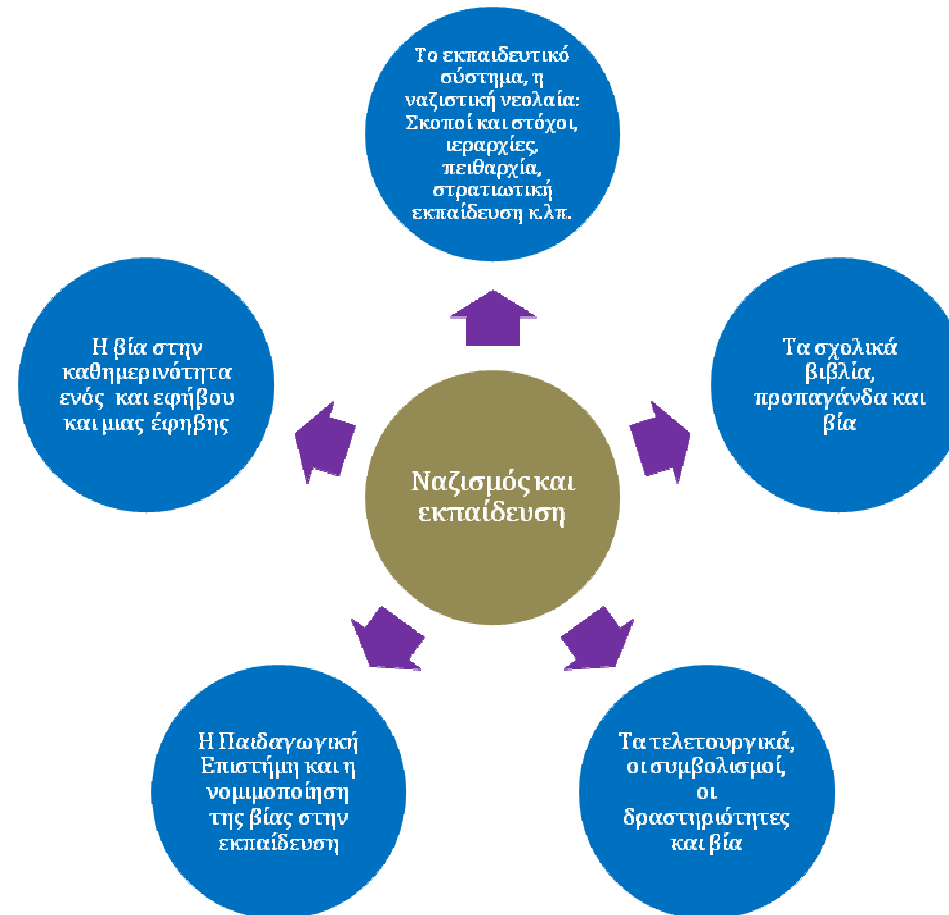 Το εκπαιδευτικό
σύστημα, η
ναζιστική νεολαία:
Σκοποί και στόχοι,
ιεραρχίες,
πειθαρχία,
στρατιωτική
εκπαίδευση κ.λπ.
Τα σχολικά
βιβλία,
προπαγάνδα και
βία
Τα τελετουργικά,
οι συμβολισμοί,
οι
δραστηριότητες
και βία
Η Παιδαγωγική
Επιστήμη και η
νομιμοποίηση
της βίας στην
εκπαίδευση
Η βία στην
καθημερινότητα
ενός και εφήβου
και μιας έφηβης
Ναζισμός και
εκπαίδευση